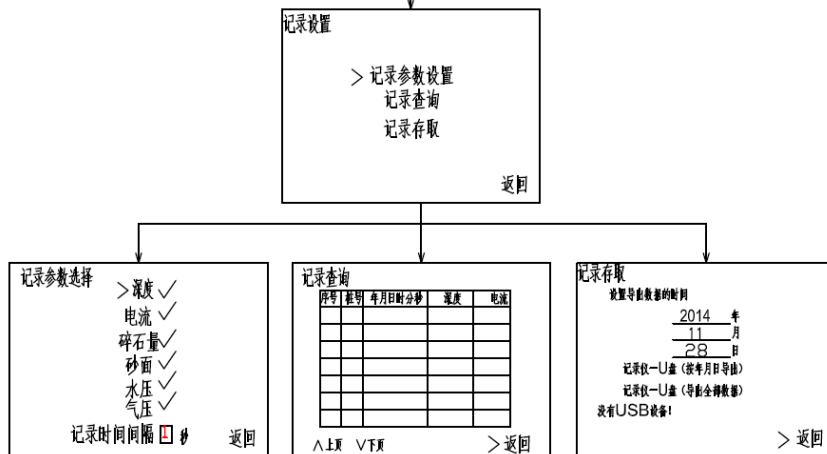 记录设置
>记录参数设置
记录查询
记录存取
返回
记录参数选择
>深度✓
电流✓
碎石量✓
砂面✓
水压✓
气压✓
记录时间间隔 1 秒 返回
记录查询
序号 桩号 年月日时分秒 深度 电流
∧上页 ∨下页 >返回
记录存取
设置导出数据的时间
2014 年
11 月
28 日
记录仪—U盘(按年月日导出)
记录仪—U盘(导出全部数据)
没有USB设备!
>返回